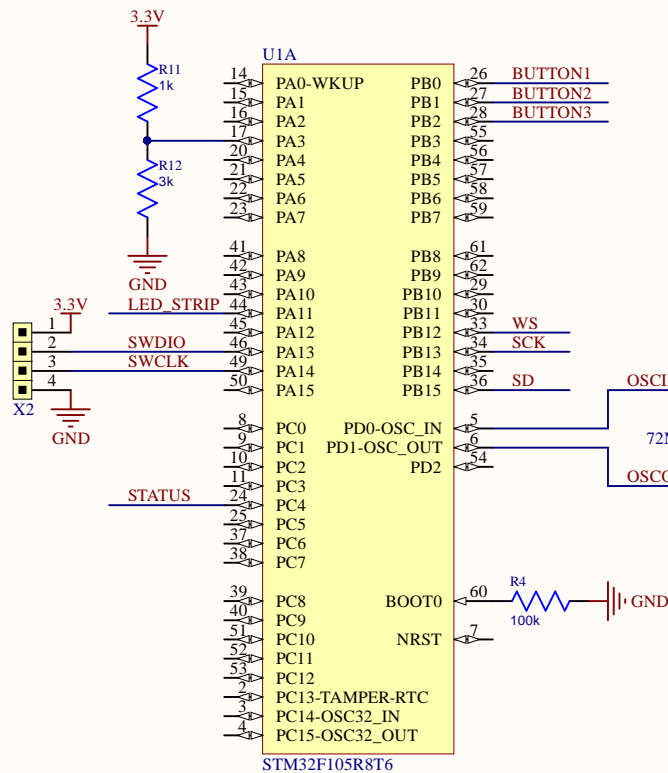 3.3V
R11
1k
R12
3k
GND
U1A
14 PA0-WKUP PB0 26 BUTTON1
15 PA1 PB1 27 BUTTON2
16 PA2 PB2 28 BUTTON3
17 PA3 PB3 55
20 PA4 PB4 56
21 PA5 PB5 57
22 PA6 PB6 58
23 PA7 PB7 59
41 PA8 PB8 61
42 PA9 PB9 62
43 PA10 PB10 29
LED_STRIP 44 PA11 PB11 30
45 PA12 PB12 33 WS
SWDIO 46 PA13 PB13 34 SCK
SWCLK 49 PA14 PB14 35
50 PA15 PB15 36 SD
3.3V
1
2
3
4
X2
GND
8 PC0 PD0-OSC_IN 5
9 PC1 PD1-OSC_OUT 6
10 PC2 PD2 54
11 PC3
STATUS 24 PC4
25 PC5
37 PC6
38 PC7
39 PC8 BOOT0 60
40 PC9
51 PC10 NRST 7
52 PC11
53 PC12
2 PC13-TAMPER-RTC
3 PC14-OSC32_IN
4 PC15-OSC32_OUT
STM32F105R8T6
R4
100k
GND